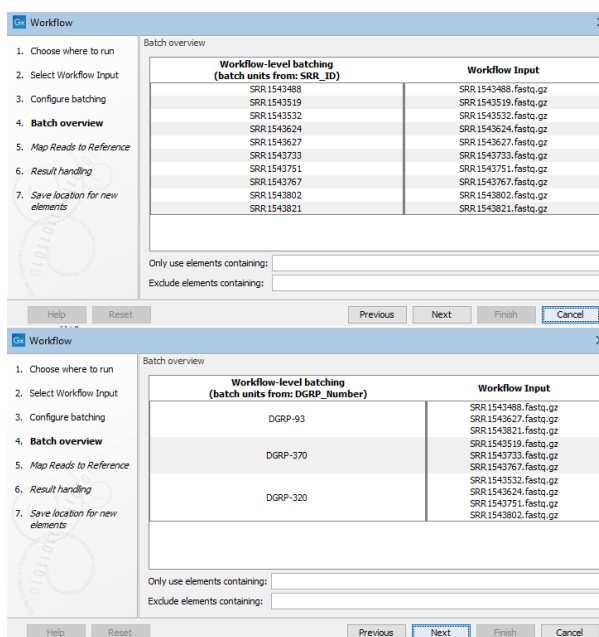 Gx Workflow
1. Choose where to run
2. Select Workflow Input
3. Configure batching
4. Batch overview
5. Map Reads to Reference
6. Result handling
7. Save location for new
elements
Batch overview
Workflow-level batching
(batch units from: SRR_ID)
Workflow Input
SRR1543488 SRR1543488.fastq.gz
SRR1543519 SRR1543519.fastq.gz
SRR1543532 SRR1543532.fastq.gz
SRR1543624 SRR1543624.fastq.gz
SRR1543627 SRR1543627.fastq.gz
SRR1543733 SRR1543733.fastq.gz
SRR1543751 SRR1543751.fastq.gz
SRR1543767 SRR1543767.fastq.gz
SRR1543802 SRR1543802.fastq.gz
SRR1543821 SRR1543821.fastq.gz
Only use elements containing:
Exclude elements containing:
Help Reset Previous Next Finish Cancel
Gx Workflow
1. Choose where to run
2. Select Workflow Input
3. Configure batching
4. Batch overview
5. Map Reads to Reference
6. Result handling
7. Save location for new
elements
Batch overview
Workflow-level batching
(batch units from: DGRP_Number)
Workflow Input
DGRP-93
SRR1543488.fastq.gz
SRR1543627.fastq.gz
SRR1543821.fastq.gz
DGRP-370
SRR1543519.fastq.gz
SRR1543733.fastq.gz
SRR1543767.fastq.gz
DGRP-320
SRR1543532.fastq.gz
SRR1543624.fastq.gz
SRR1543751.fastq.gz
SRR1543802.fastq.gz
Only use elements containing:
Exclude elements containing:
Help Reset Previous Next Finish Cancel